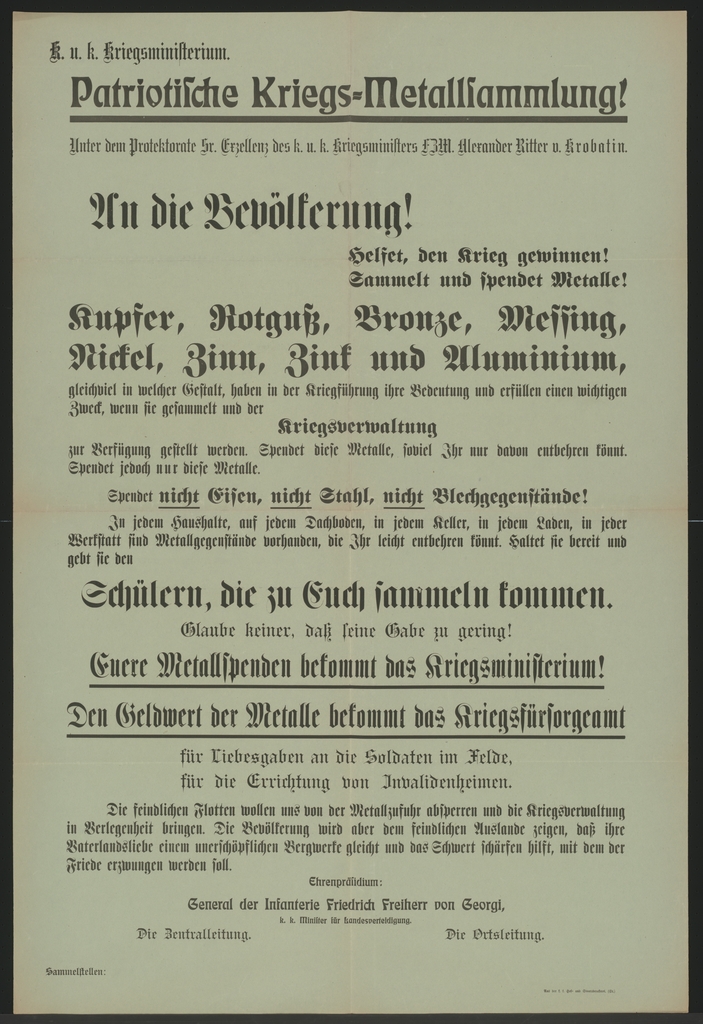 K. u. k. Kriegsministerium.
Patriotische Kriegs-Metallsammlung!
Unter dem Protektorate Sr. Exzellenz des k. u. k. Kriegsministers FZM. Alexander Ritter v. Krobatin.
An die Bevölkerung!
Helfet, den Krieg gewinnen!
Sammelt und spendet Metalle!
Kupfer, Rotguß, Bronze, Messing,
Nickel, Zinn, Zink und Aluminium,
gleichviel in welcher Gestalt, haben in der Kriegführung ihre Bedeutung und erfüllen einen wichtigen
Zweck, wenn sie gesammelt und der
Kriegsverwaltung
zur Verfügung gestellt werden. Spendet diese Metalle, soviel Ihr nur davon entbehren könnt.
Spendet jedoch nur diese Metalle.
Spendet nicht Eisen, nicht Stahl, nicht Blechgegenstände!
In jedem Haushalte, auf jedem Dachboden, in jedem Keller, in jedem Laden, in jeder
Werkstatt sind Metallgegenstände vorhanden, die Ihr leicht entbehren könnt. Haltet sie bereit und
gebt sie den
Schülern, die zu Euch sammeln kommen.
Glaube keiner, daß seine Gabe zu gering!
Euere Metallspenden bekommt das Kriegsministerium!
Den Geldwert der Metalle bekommt das Kriegsfürsorgeamt
für Liebesgaben an die Soldaten im Felde,
für die Errichtung von Invalidenheimen.
Die feindlichen Flotten wollen uns von der Metallzufuhr absperren und die Kriegsverwaltung
in Verlegenheit bringen. Die Bevölkerung wird aber dem feindlichen Auslande zeigen, daß ihre
Vaterlandsliebe einem unerschöpflichen Bergwerke gleicht und das Schwert schärfen hilft, mit dem der
Friede erzwungen werden soll.
Ehrenpräsidium:
General der Infanterie Friedrich Freiherr von Georgi,
k. k. Minister für Landesverteidigung.
Die Zentralleitung. Die Ortsleitung.
Sammelstellen: